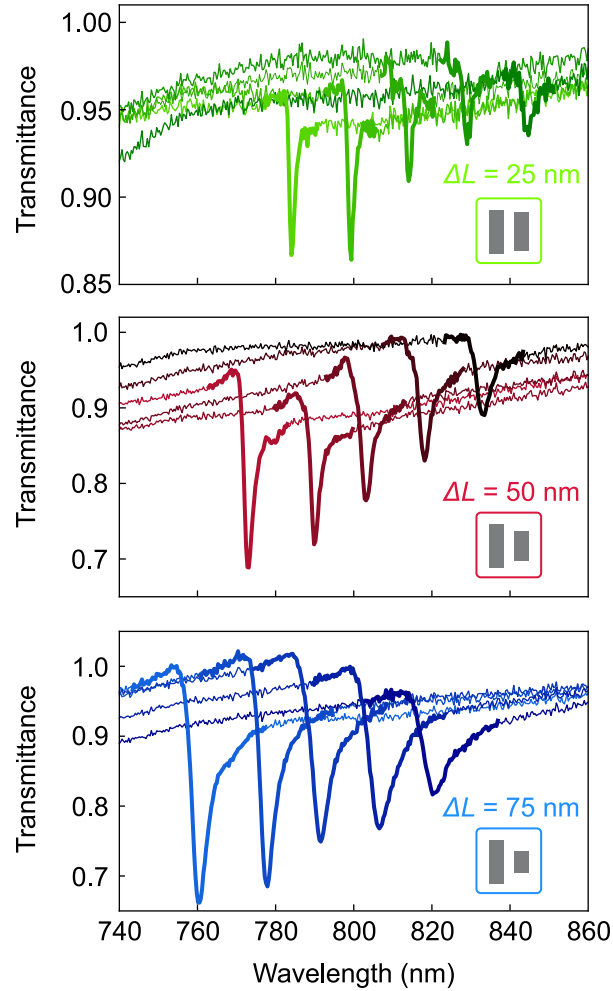 1.00
0.95
0.90
0.85
Transmittance
ΔL = 25 nm
1.0
0.9
0.8
0.7
Transmittance
ΔL = 50 nm
1.0
0.9
0.8
0.7
Transmittance
ΔL = 75 nm
740 760 780 800 820 840 860
Wavelength (nm)